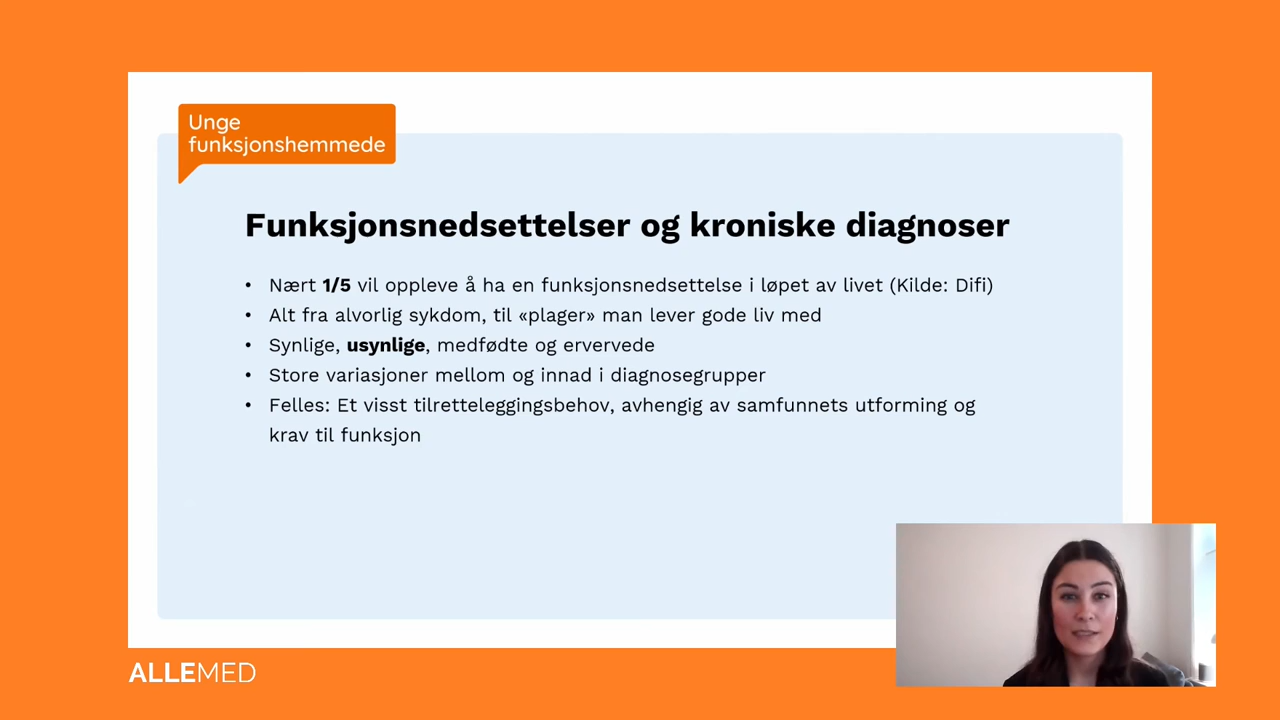 Unge
funksjonshemmede
Funksjonsnedsettelser og kroniske diagnoser
• Nært 1/5 vil oppleve å ha en funksjonsnedsettelse i løpet av livet (Kilde: Difi)
• Alt fra alvorlig sykdom, til «plager» man lever gode liv med
• Synlige, usynlige, medfødte og ervervede
• Store variasjoner mellom og innad i diagnosegrupper
• Felles: Et visst tilretteleggingsbehov, avhengig av samfunnets utforming og
krav til funksjon
ALLEMED